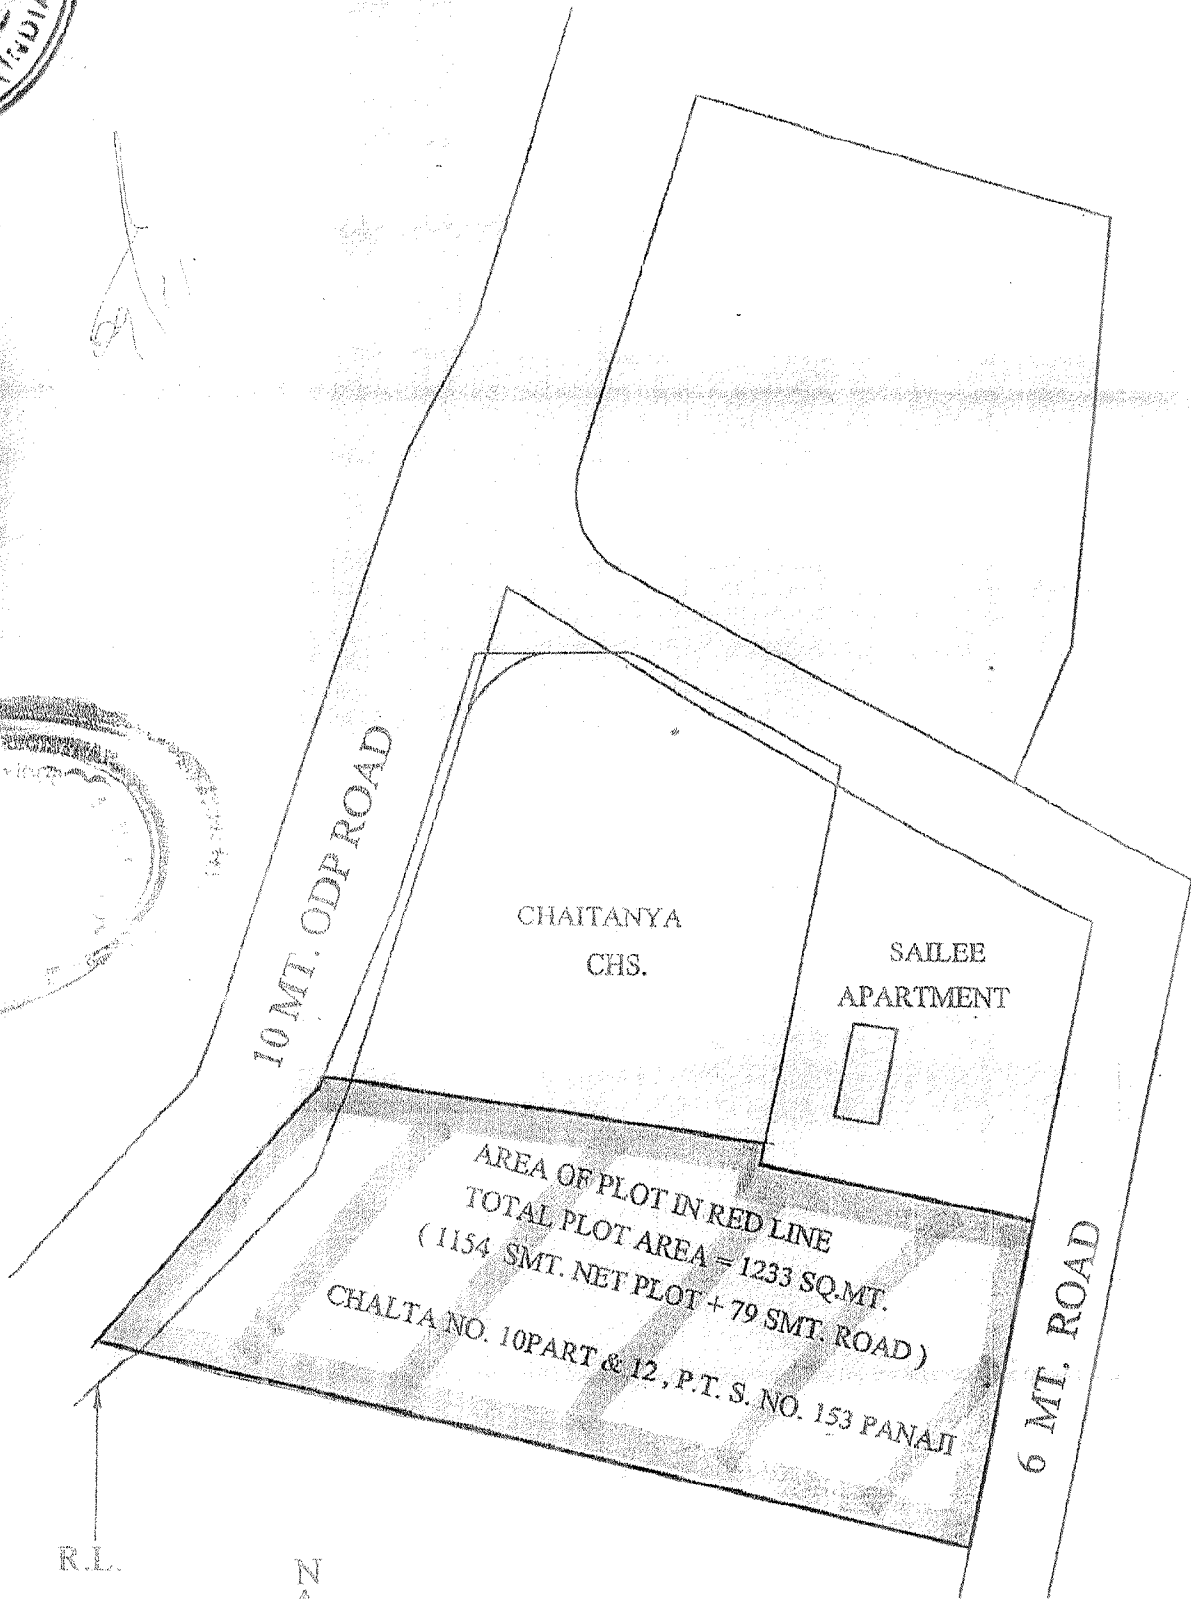 INDIA
10 MT. ODP ROAD
CHAITANYA
CHS.
SAILEE
APARTMENT
AREA OF PLOT IN RED LINE
TOTAL PLOT AREA = 1233 SQ.MT.
( 1154 SMT. NET PLOT + 79 SMT. ROAD )
CHALTA NO. 10PART & 12 , P.T. S. NO. 153 PANAJI
6 MT. ROAD
R.L.
N